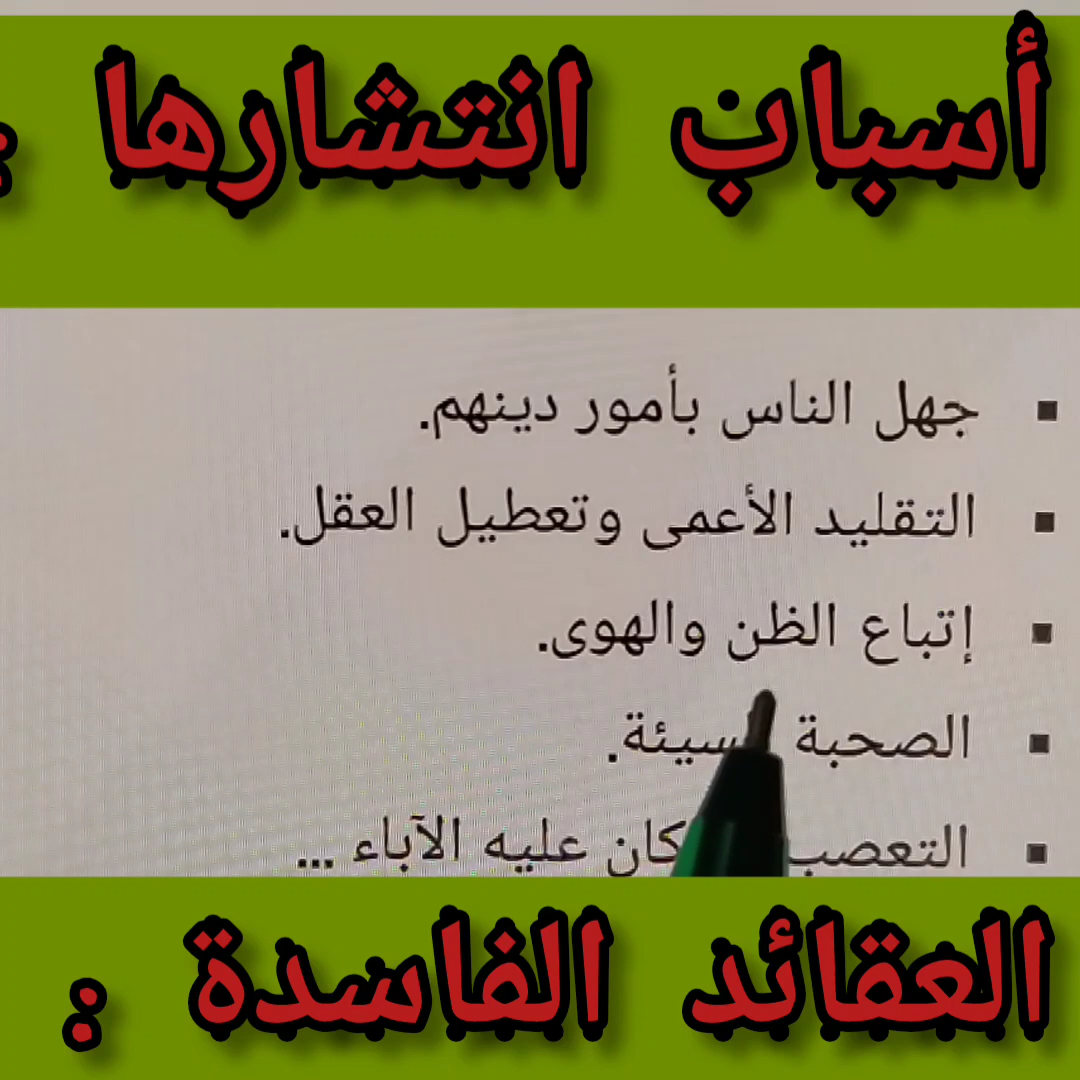 أسباب انتشارها :
جهل الناس بأمور دينهم.
التقليد الأعمى وتعطيل العقل.
إتباع الظن والهوى.
الصحبة
التعصب كان عليه الآباء ...
العقائد الفاسدة :